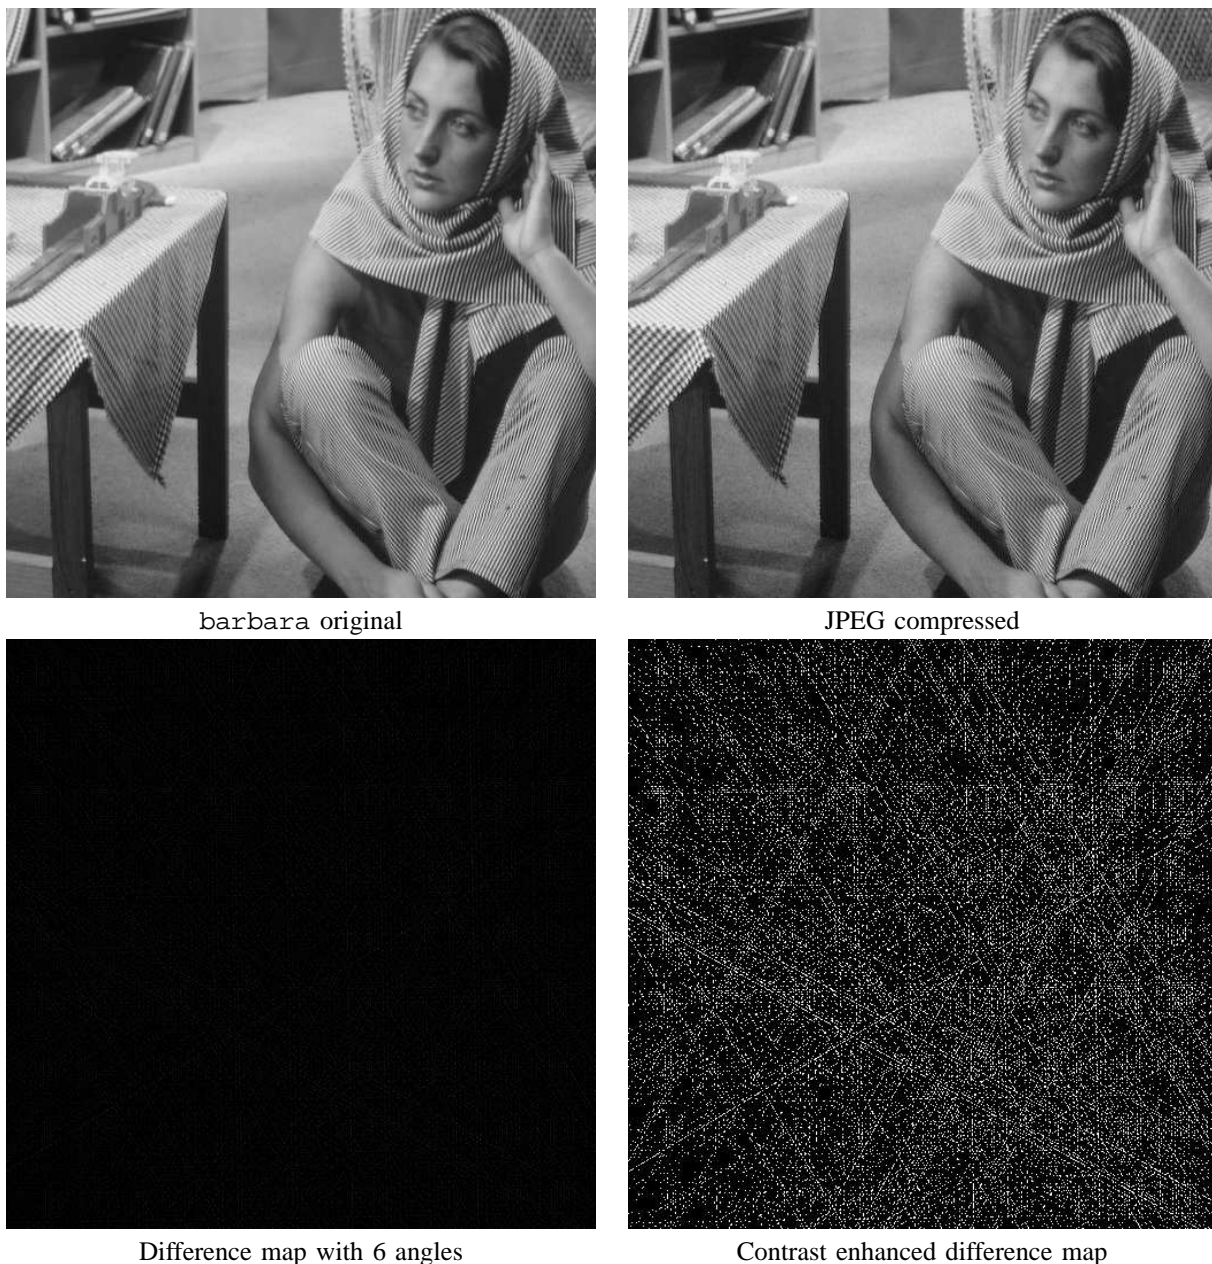 barbara original
JPEG compressed
Difference map with 6 angles
Contrast enhanced difference map